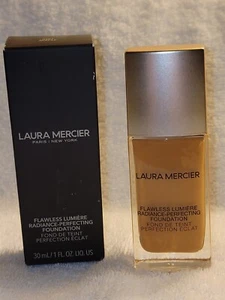 LAURA MERCIER
PARIS / NEW YORK
FLAWLESS LUMIÈRE
RADIANCE-PERFECTING
FOUNDATION
FOND DE TEINT
PERFECTION ÉCLAT
30 ml / 1 FL. OZ. LIQ. US
LAURA MERCIER
FLAWLESS LUMIÈRE
RADIANCE-PERFECTING
FOUNDATION
FOND DE TEINT
PERFECTION ÉCLAT